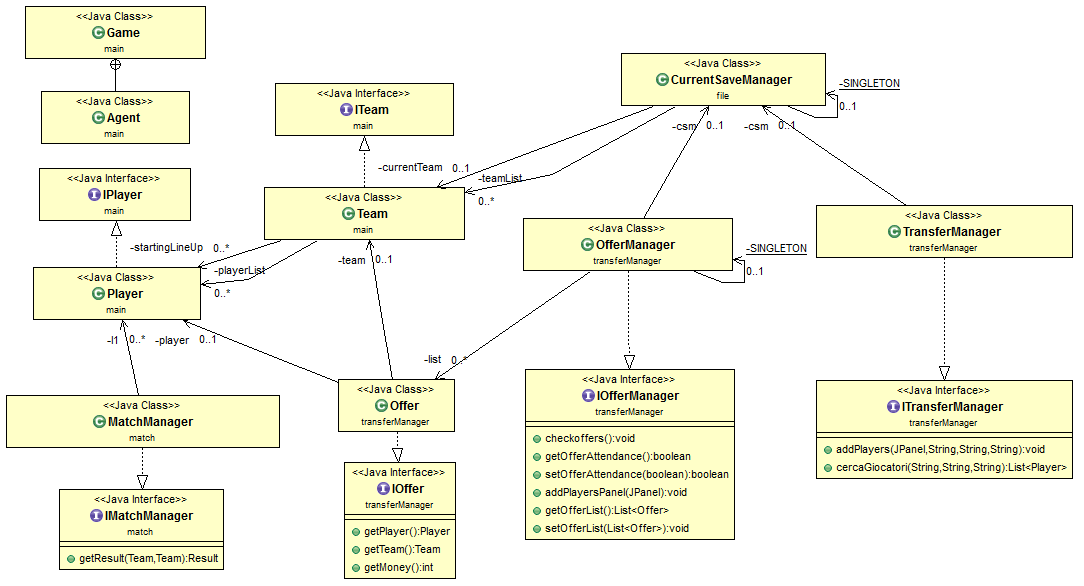 <<Java Class>>
Game
main
<<Java Class>>
Agent
main
<<Java Interface>>
ITeam
main
<<Java Class>>
CurrentSaveManager
file
-SINGLETON
0..1
-csm 0..1
-csm 0..1
-currentTeam 0..1
-teamList
0..*
<<Java Interface>>
IPlayer
main
<<Java Class>>
Team
main
<<Java Class>>
OfferManager
transferManager
-SINGLETON
0..1
<<Java Class>>
TransferManager
transferManager
-startingLineUp 0..*
-playerList
0..*
-team 0..1
<<Java Class>>
Player
main
-l1 0..*
-player 0..1
-list 0..*
<<Java Class>>
MatchManager
match
<<Java Class>>
Offer
transferManager
<<Java Interface>>
IOfferManager
transferManager
checkoffers():void
getOfferAttendance():boolean
setOfferAttendance(boolean):boolean
addPlayersPanel(JPanel):void
getOfferList():List<Offer>
setOfferList(List<Offer>):void
<<Java Interface>>
ITransferManager
transferManager
addPlayers(JPanel,String,String,String):void
cercaGiocatori(String,String,String):List<Player>
<<Java Interface>>
IMatchManager
match
getResult(Team,Team):Result
<<Java Interface>>
IOffer
transferManager
getPlayer():Player
getTeam():Team
getMoney():int